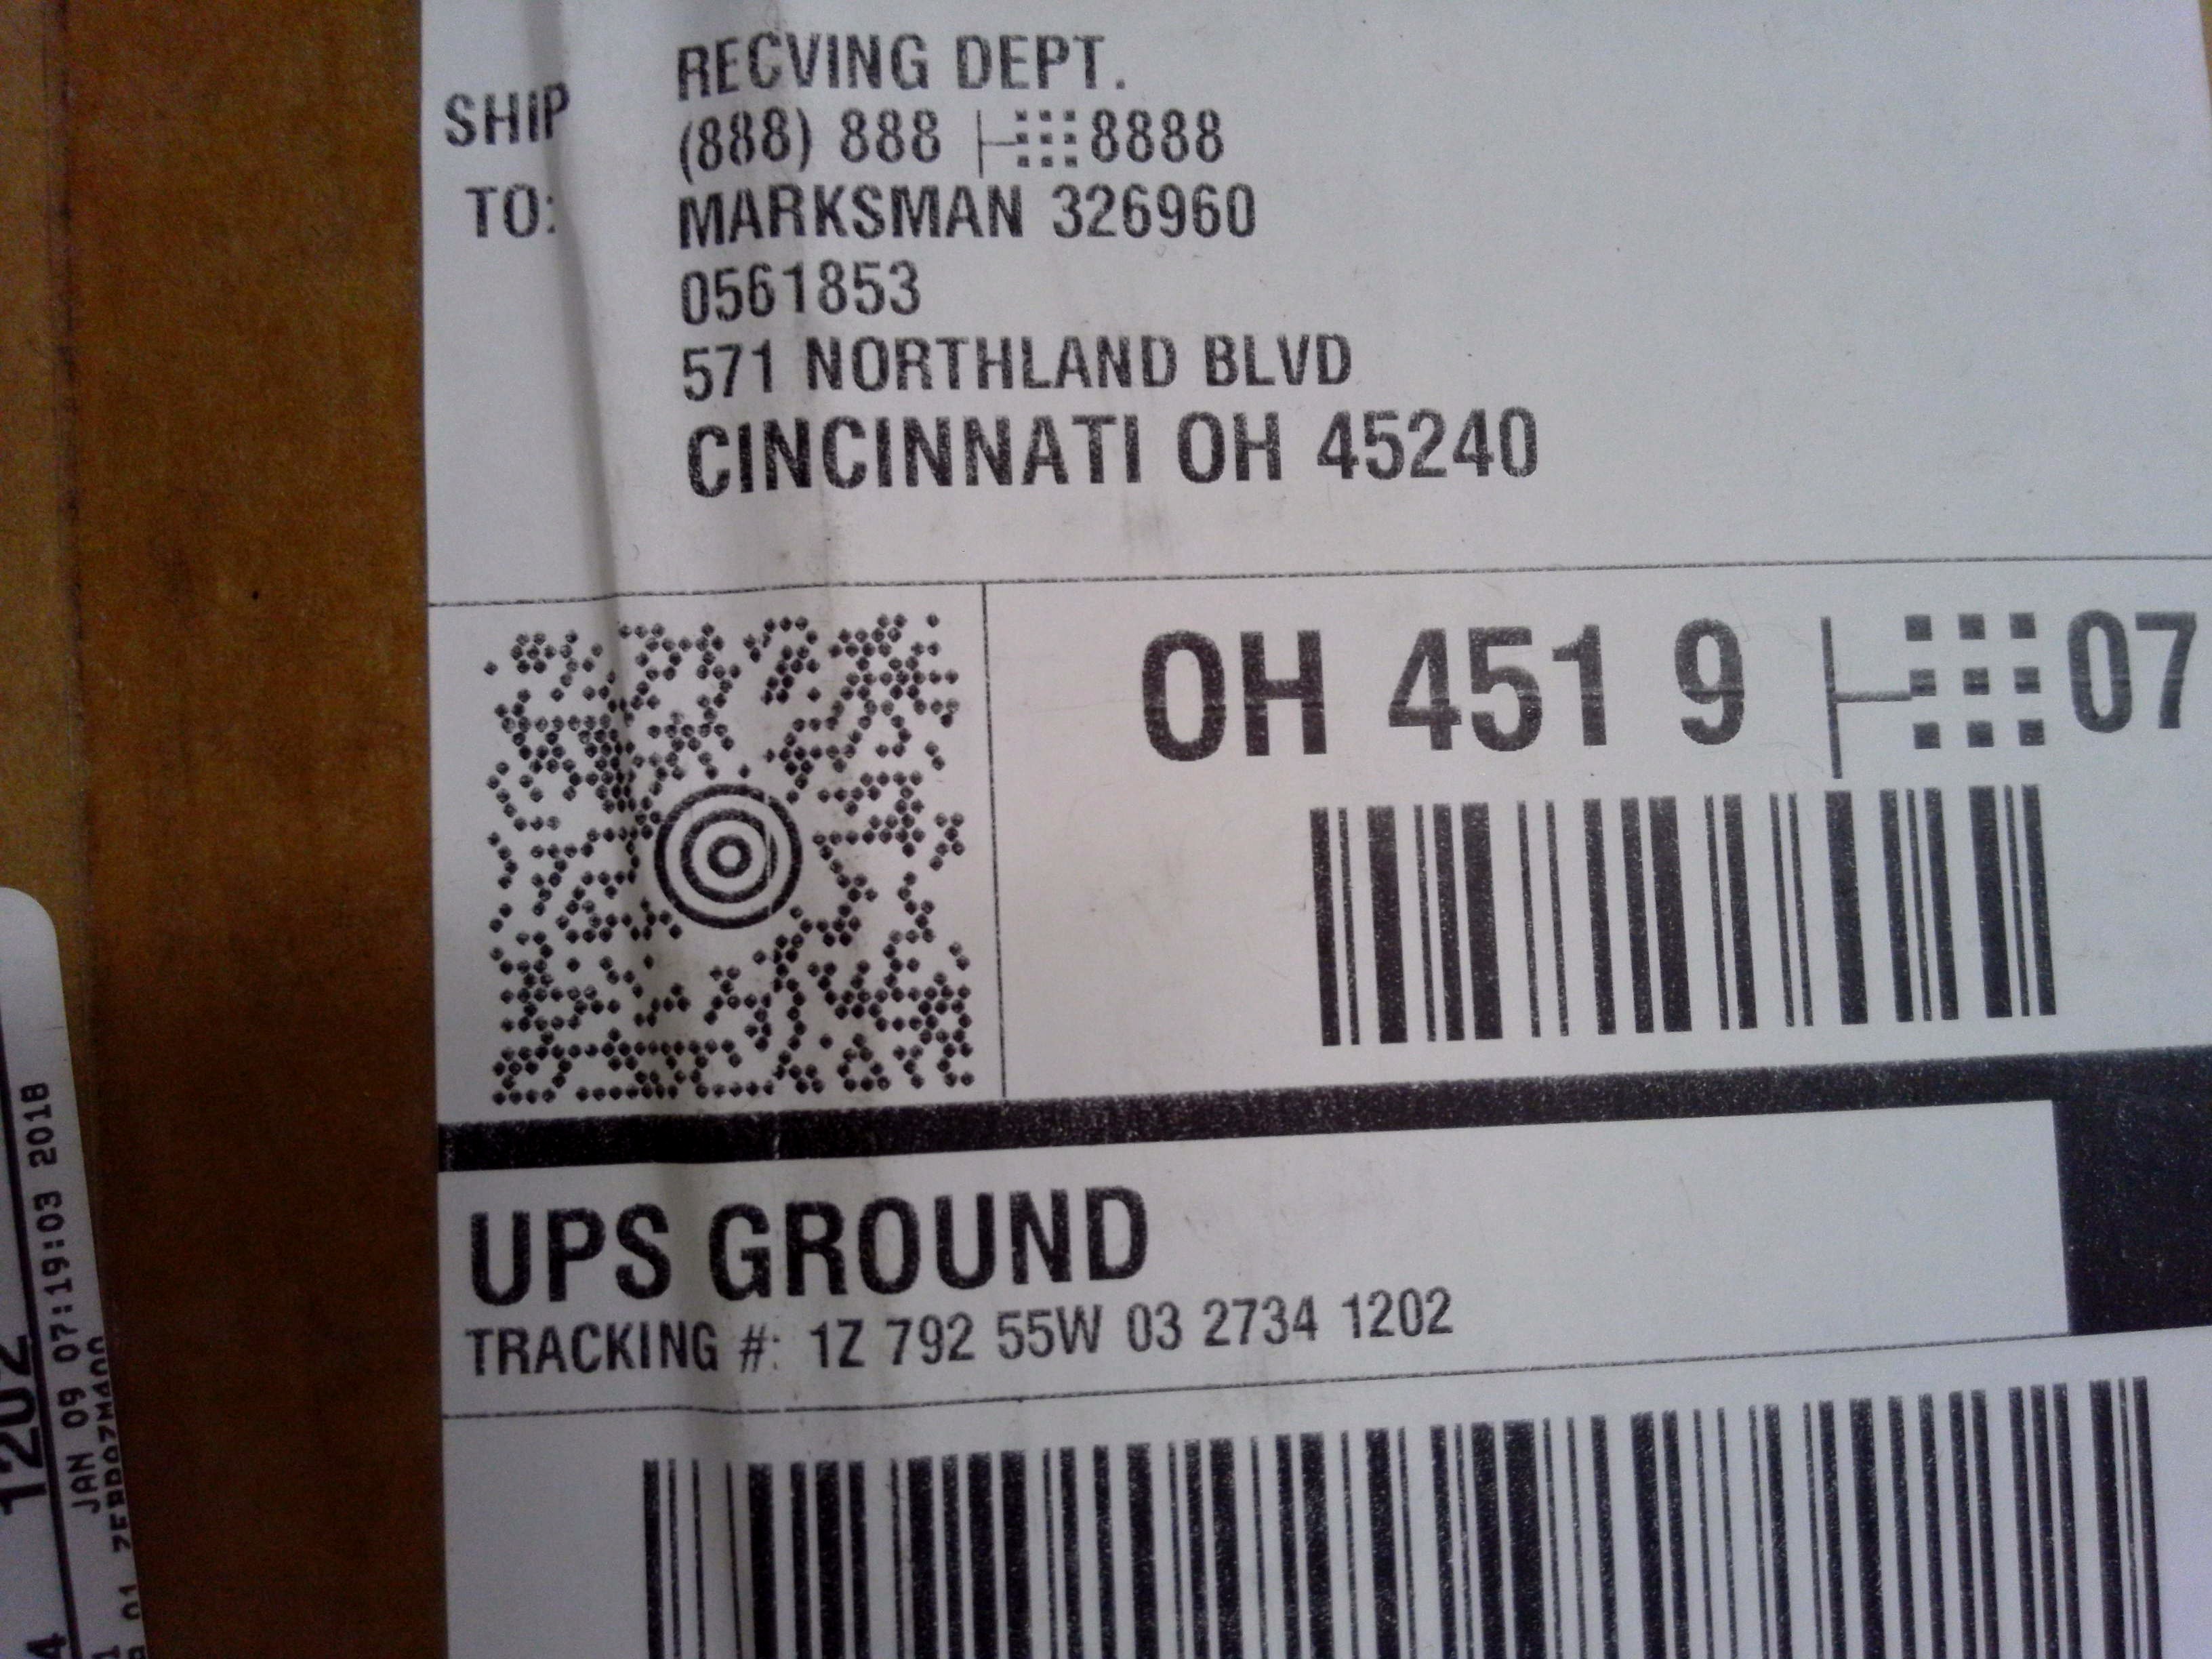 SHIP
TO:
RECVING DEPT.
(888) 888 8888
MARKSMAN 326960
0561853
571 NORTHLAND BLVD
CINCINNATI OH 45240
OH 451 9 07
UPS GROUND
TRACKING #: 1Z 792 55W 03 2734 1202
1202
JAN 09 07:19:03 2018